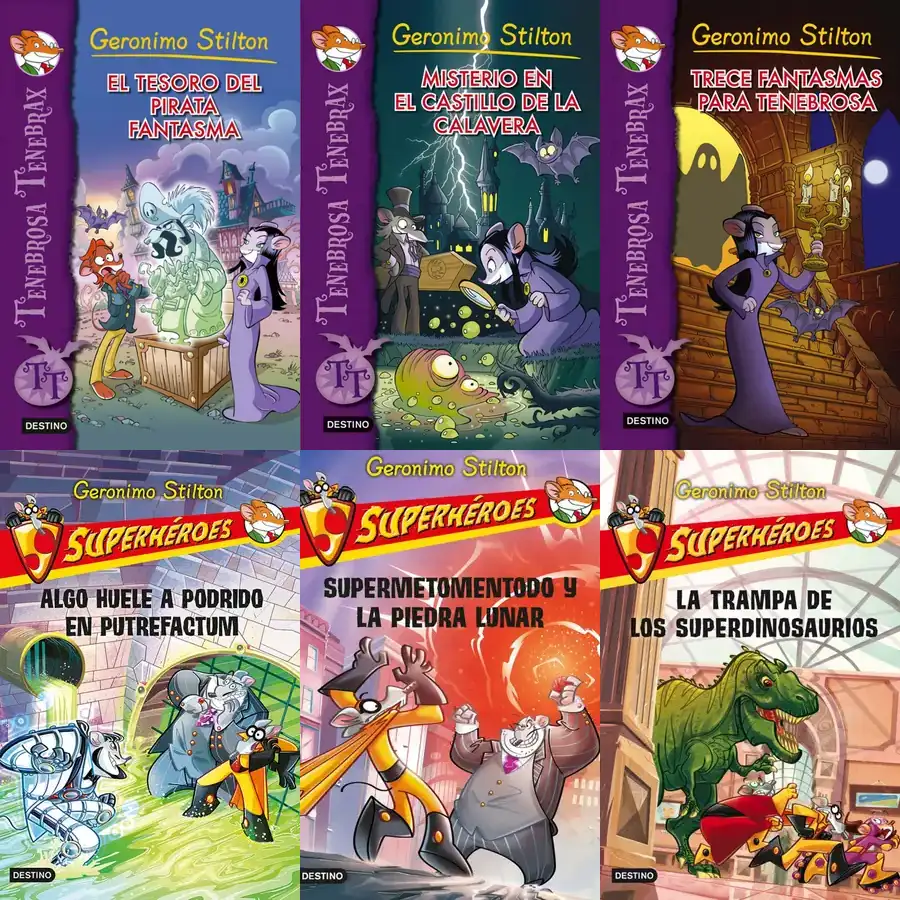 Geronimo Stilton
EL TESORO DEL
PIRATA
FANTASMA
TENEBROSA TENEBRAX
TT
DESTINO
Geronimo Stilton
MISTERIO EN
EL CASTILLO DE LA
CALAVERA
TENEBROSA TENEBRAX
TT
DESTINO
Geronimo Stilton
TRECE FANTASMAS
PARA TENEBROSA
TENEBROSA TENEBRAX
TT
DESTINO
Geronimo Stilton
SUPERHÉROES
ALGO HUELE A PODRIDO
EN PUTREFACTUM
DESTINO
Geronimo Stilton
SUPERHÉROES
SUPERMETOMENTODO Y
LA PIEDRA LUNAR
DESTINO
Geronimo Stilton
SUPERHÉROES
LA TRAMPA DE
LOS SUPERDINOSAURIOS
DESTINO